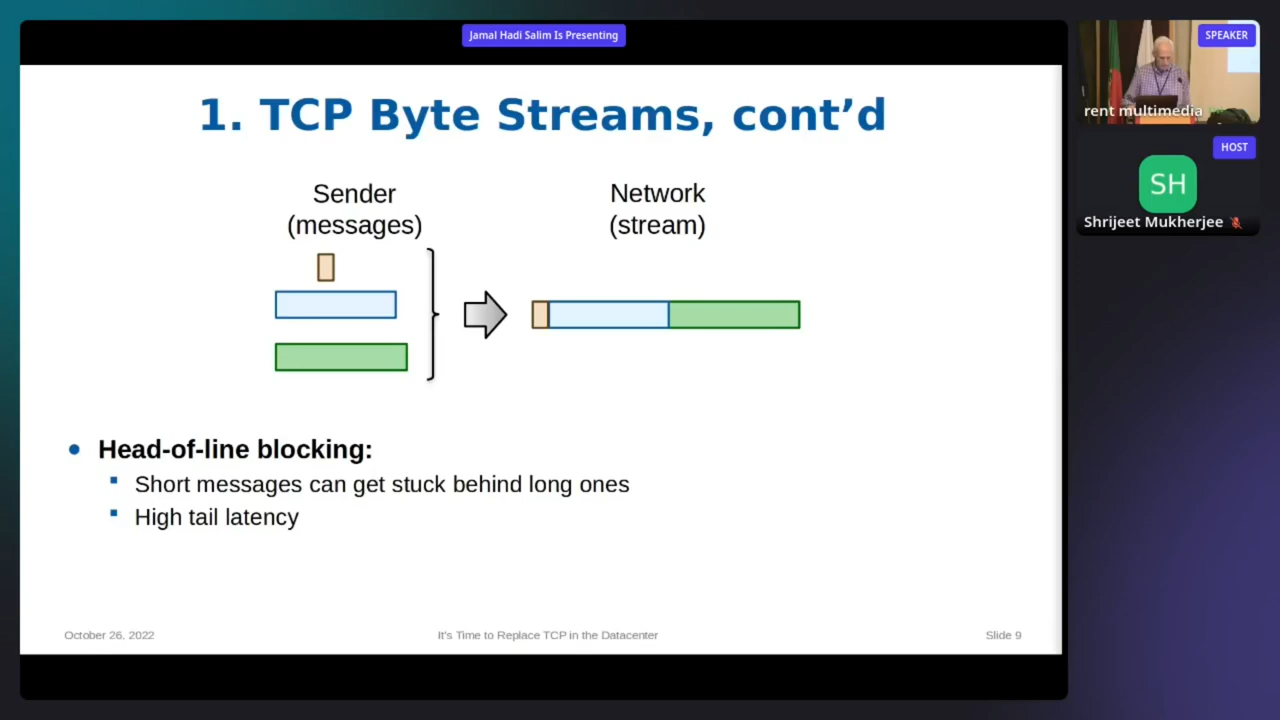 Jamal Hadi Salim Is Presenting
1. TCP Byte Streams, cont’d
Sender
(messages)
Network
(stream)
Head-of-line blocking:
Short messages can get stuck behind long ones
High tail latency
October 26, 2022
It's Time to Replace TCP in the Datacenter
Slide 9
SPEAKER
rent multimedia
HOST
SH
Shrijeet Mukherjee